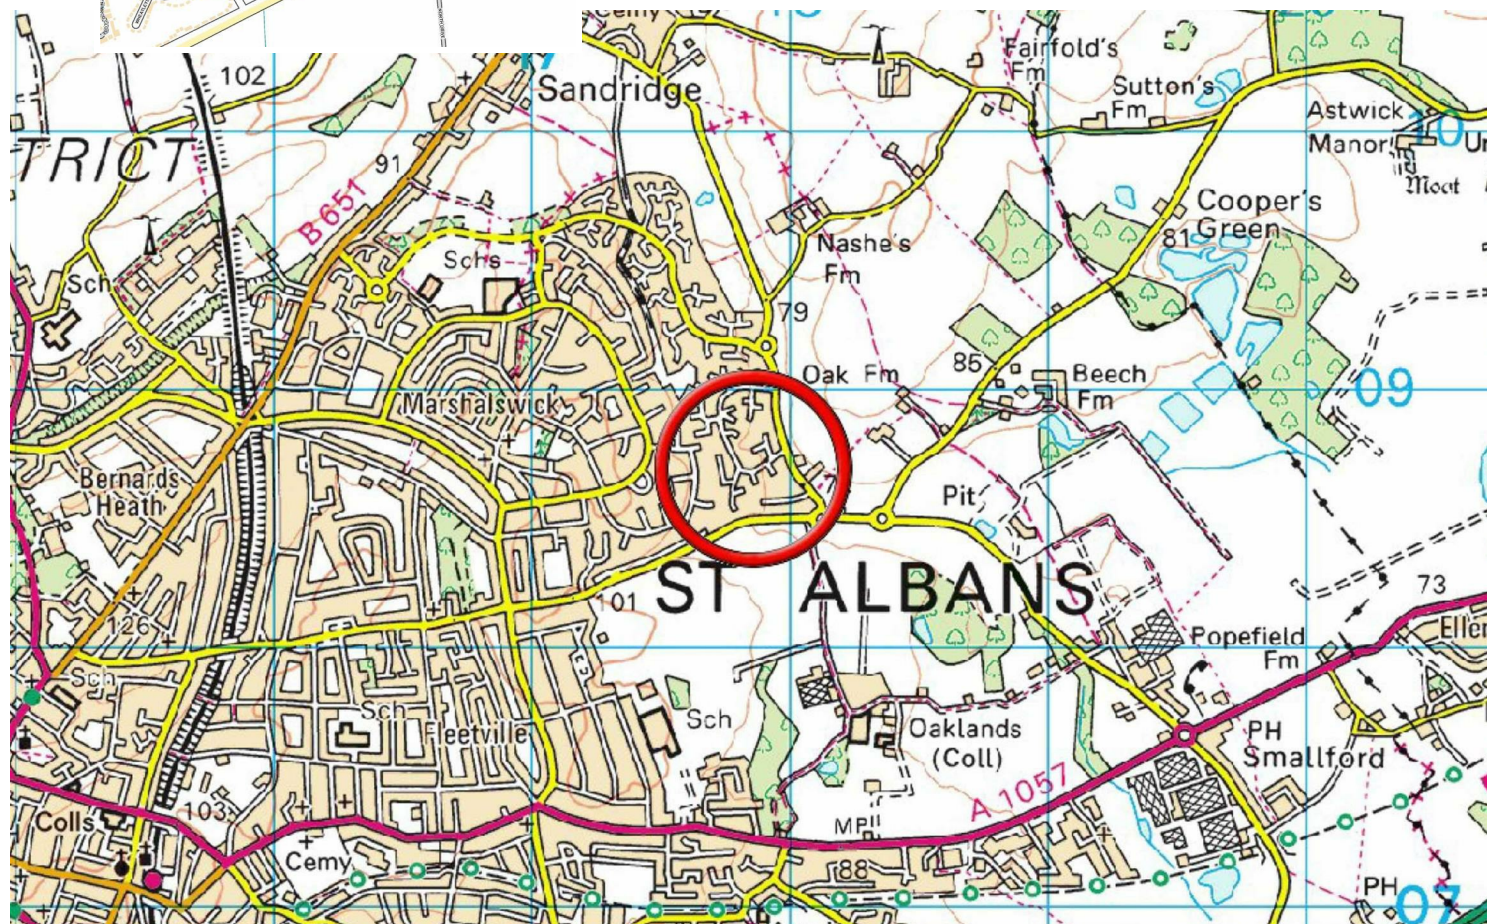 Cemy
102
Sandridge
Fairfold's
Fm
Sutton's
Fm
Astwick
Manor
10
Moat
TRICT
91
B 651
Cooper's
Green
81
Schs
Nashe's
Fm
Sch
79
85
Oak Fm
Beech
Fm
09
Marshalswick
Bernards
Heath
Pit
ST ALBANS
101
126
73
Popefield
Fm
Sch
Sch
Fleetville
Sch
Oaklands
(Coll)
PH
Smallford
A 1057
103
Colls
MP
88
Cemy
PH
07